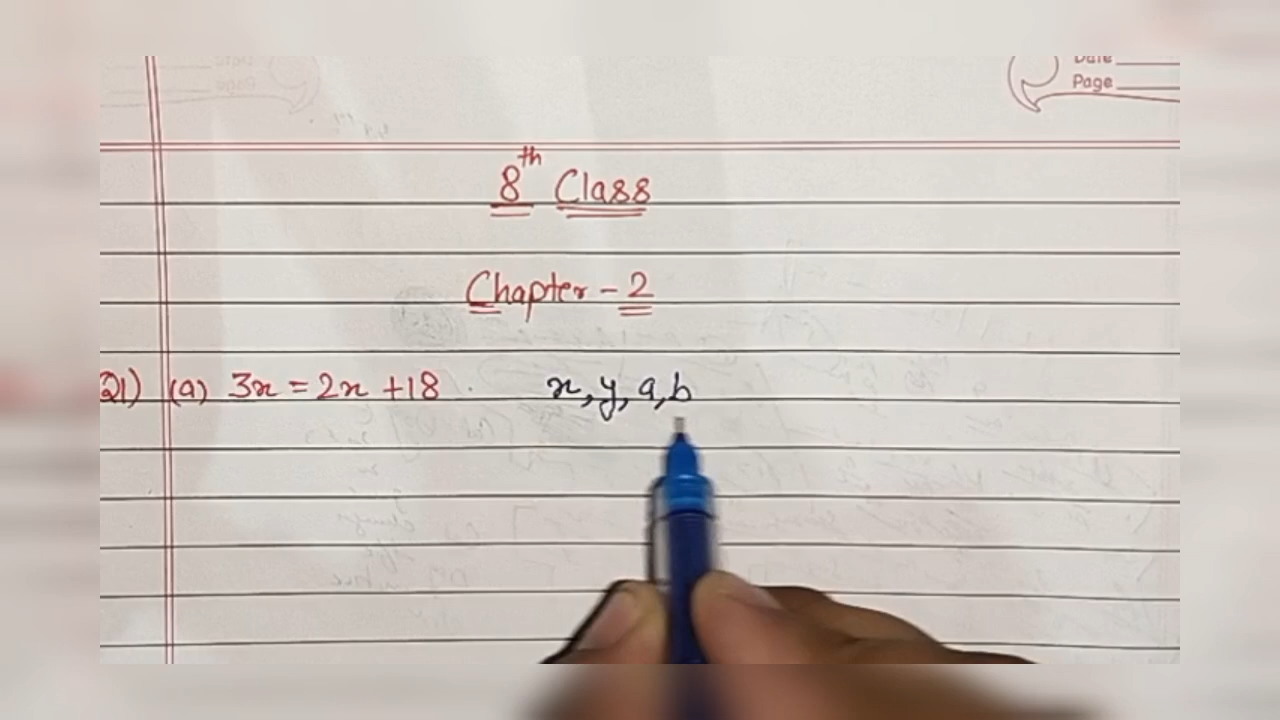 Date
Page
8th Class
Chapter - 2
Q1) (a) 3x = 2x + 18 x, y, a, b